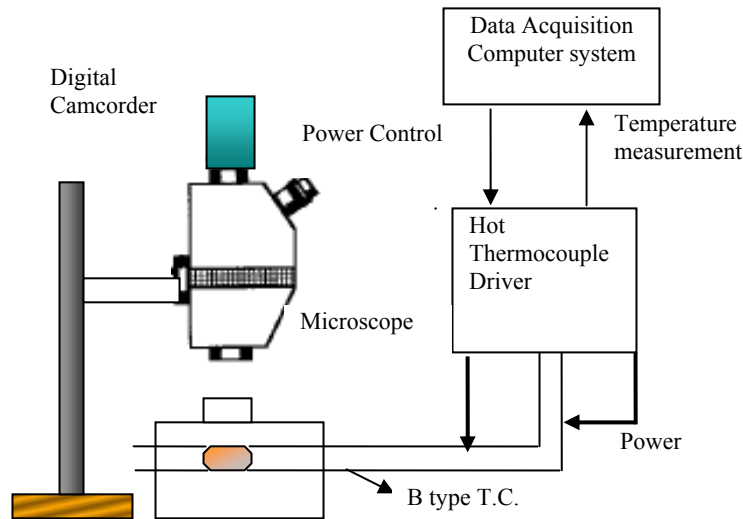 Data Acquisition
Computer system
Digital
Camcorder
Power Control
Temperature
measurement
Hot
Thermocouple
Driver
Microscope
Power
B type T.C.